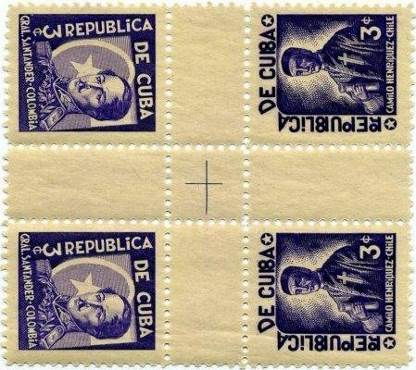 3¢ REPUBLICA
DE CUBA
GRAL. SANTANDER-COLOMBIA
REPUBLICA
DE CUBA
3¢
CAMILO HENRIQUEZ-CHILE
3¢ REPUBLICA
DE CUBA
GRAL. SANTANDER-COLOMBIA
REPUBLICA
DE CUBA
3¢
CAMILO HENRIQUEZ-CHILE